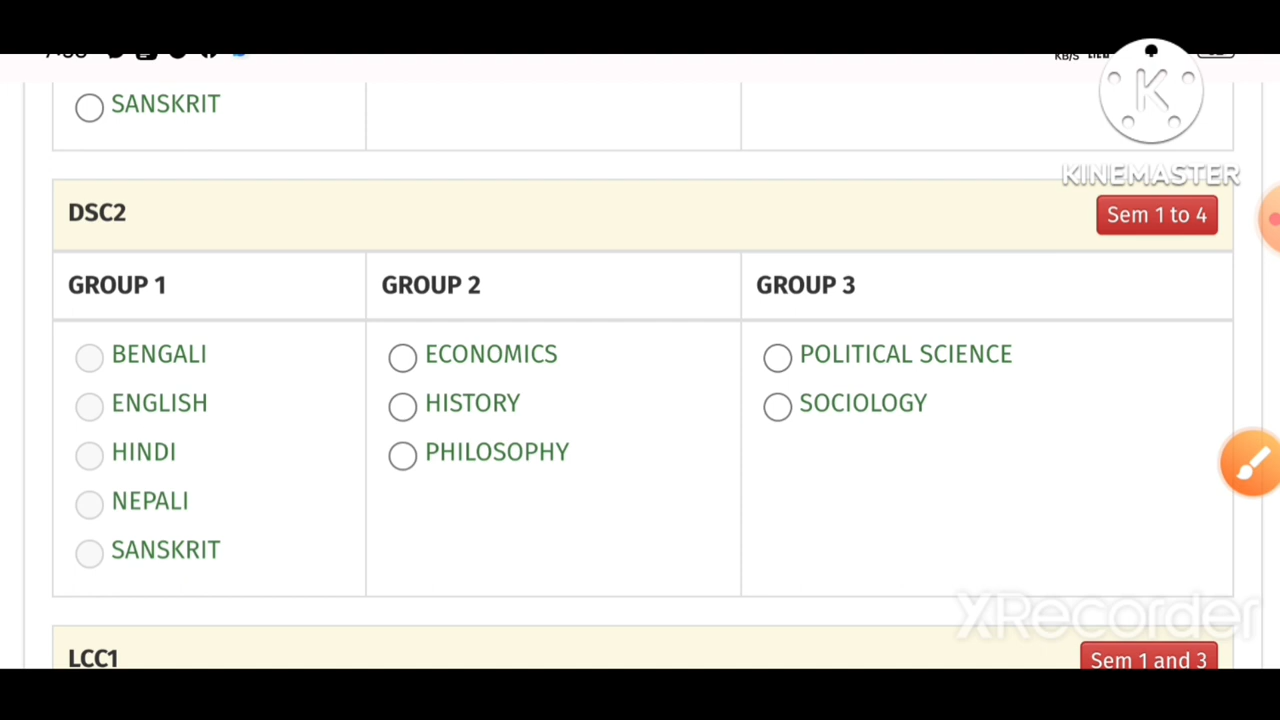 KB/S
SANSKRIT
KINEMASTER
DSC2 Sem 1 to 4
GROUP 1 GROUP 2 GROUP 3
BENGALI ECONOMICS POLITICAL SCIENCE
ENGLISH HISTORY SOCIOLOGY
HINDI PHILOSOPHY
NEPALI
SANSKRIT
XRecorder
LCC1 Sem 1 and 3